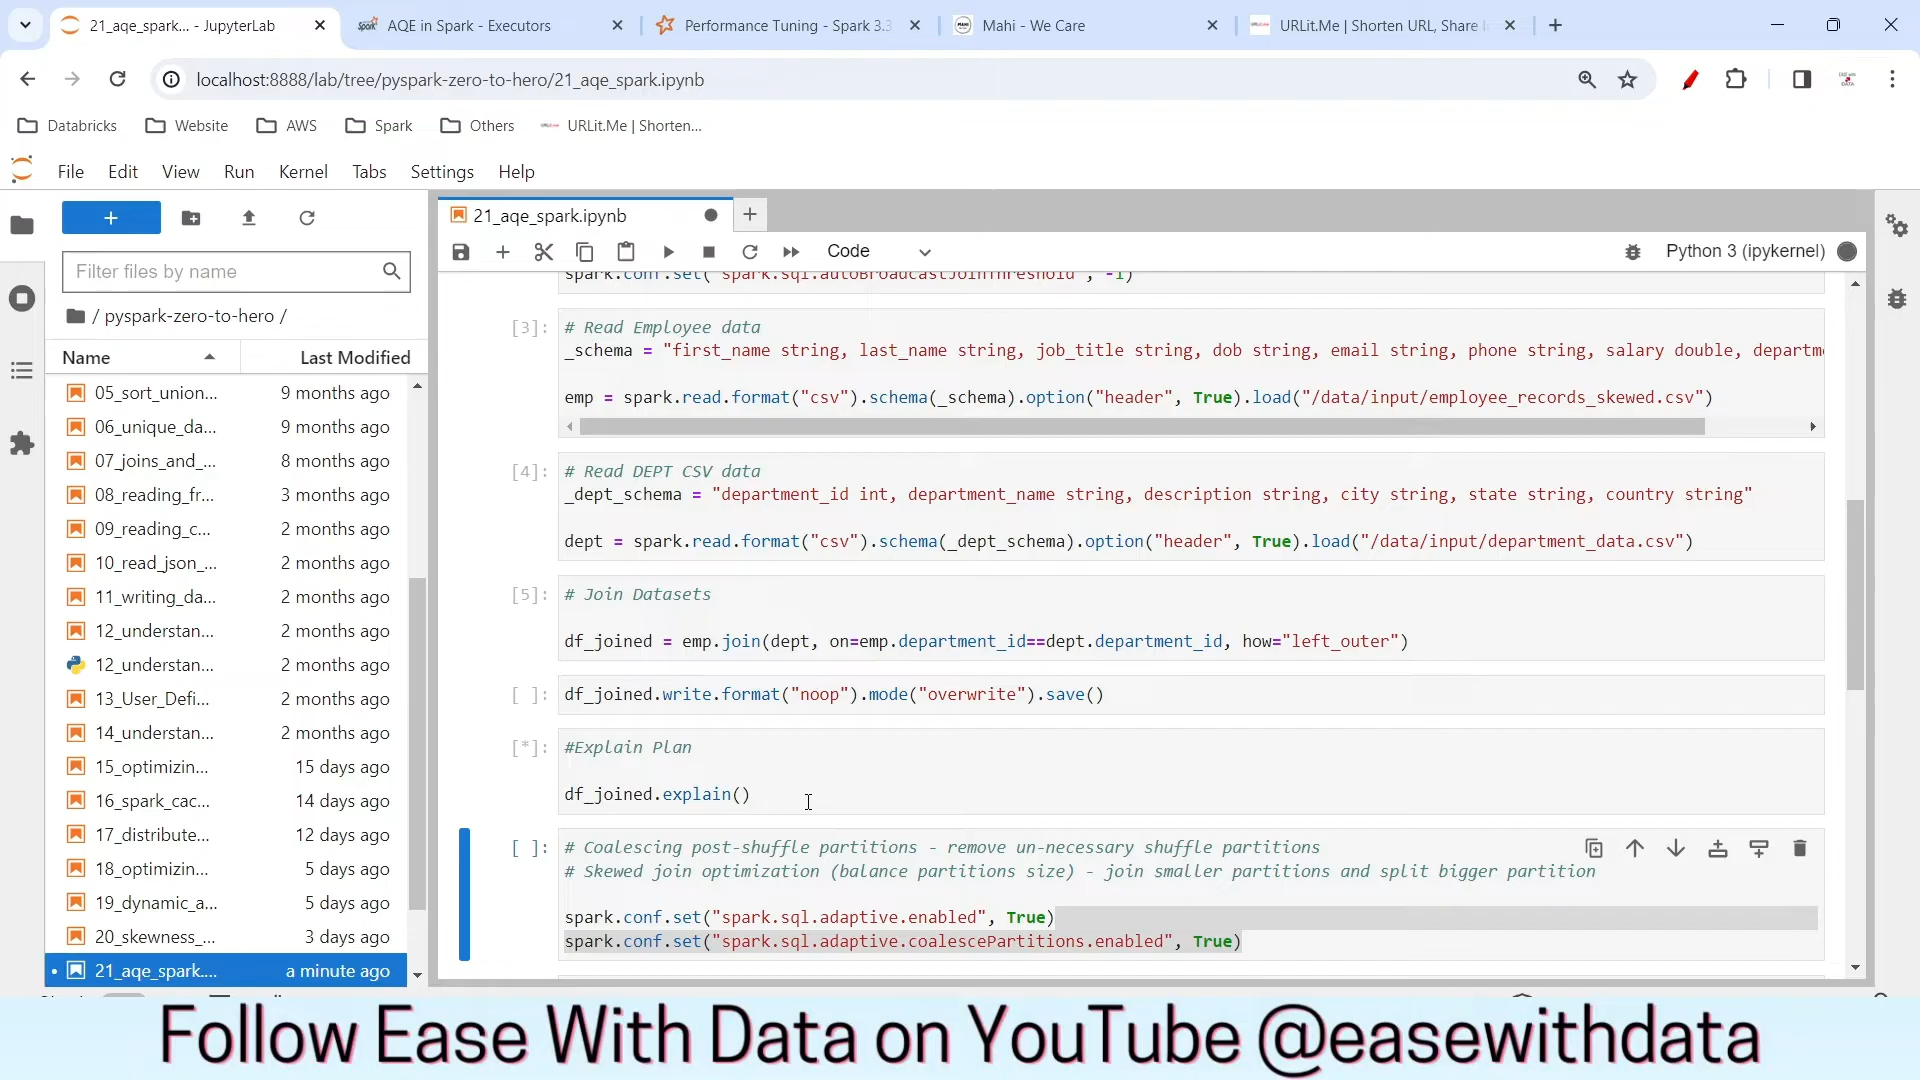 21_aqe_spark... - JupyterLab
AQE in Spark - Executors
Performance Tuning - Spark 3.3
Mahi - We Care
URLit.Me | Shorten URL, Share
localhost:8888/lab/tree/pyspark-zero-to-hero/21_aqe_spark.ipynb
Databricks
Website
AWS
Spark
Others
URLit.Me | Shorten...
File
Edit
View
Run
Kernel
Tabs
Settings
Help
Filter files by name
/ pyspark-zero-to-hero /
Name
Last Modified
05_sort_union... 9 months ago
06_unique_da... 9 months ago
07_joins_and_... 8 months ago
08_reading_fr... 3 months ago
09_reading_c... 2 months ago
10_read_json_... 2 months ago
11_writing_da... 2 months ago
12_understan... 2 months ago
12_understan... 2 months ago
13_User_Defi... 2 months ago
14_understan... 2 months ago
15_optimizin... 15 days ago
16_spark_cac... 14 days ago
17_distribute... 12 days ago
18_optimizin... 5 days ago
19_dynamic_a... 5 days ago
20_skewness_... 3 days ago
21_aqe_spark.... a minute ago
21_aqe_spark.ipynb
Code
Python 3 (ipykernel)
spark.conf.set("spark.sql.autoBroadcastJoinThreshold", -1)
[3]: # Read Employee data
_schema = "first_name string, last_name string, job_title string, dob string, email string, phone string, salary double, departm
emp = spark.read.format("csv").schema(_schema).option("header", True).load("/data/input/employee_records_skewed.csv")
[4]: # Read DEPT CSV data
_dept_schema = "department_id int, department_name string, description string, city string, state string, country string"
dept = spark.read.format("csv").schema(_dept_schema).option("header", True).load("/data/input/department_data.csv")
[5]: # Join Datasets
df_joined = emp.join(dept, on=emp.department_id==dept.department_id, how="left_outer")
[ ]: df_joined.write.format("noop").mode("overwrite").save()
[*]: #Explain Plan
df_joined.explain()
[ ]: # Coalescing post-shuffle partitions - remove un-necessary shuffle partitions
# Skewed join optimization (balance partitions size) - join smaller partitions and split bigger partition
spark.conf.set("spark.sql.adaptive.enabled", True)
spark.conf.set("spark.sql.adaptive.coalescePartitions.enabled", True)
Follow Ease With Data on YouTube @easewithdata